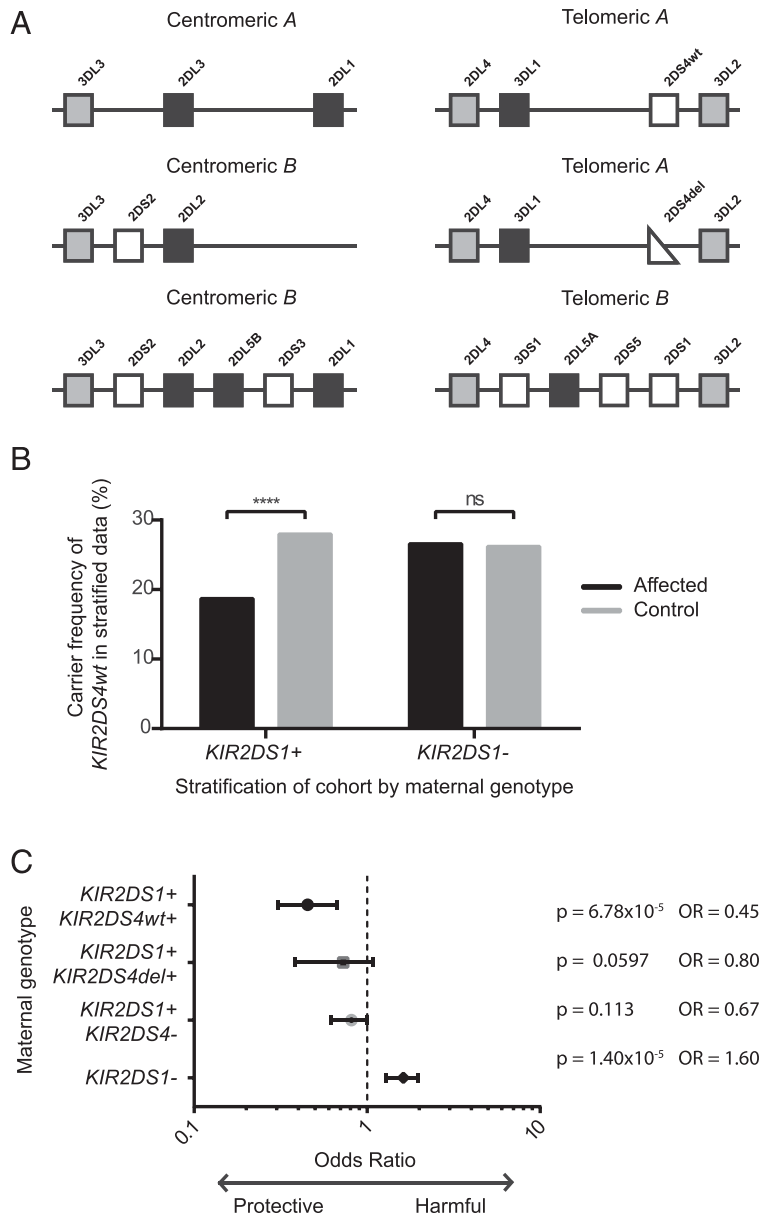 A
Centromeric A
Telomeric A
3DL3 2DL3 2DL1
2DL4 3DL1 2DS4wt 3DL2
Centromeric B
Telomeric A
3DL3 2DS2 2DL2
2DL4 3DL1 2DS4del 3DL2
Centromeric B
Telomeric B
3DL3 2DS2 2DL2 2DL5B 2DS3 2DL1
2DL4 3DS1 2DL5A 2DS5 2DS1 3DL2
B
Carrier frequency of
KIR2DS4wt in stratified data (%)
30
20
10
0
****
ns
Affected
Control
KIR2DS1+
KIR2DS1-
Stratification of cohort by maternal genotype
C
Maternal genotype
KIR2DS1+
KIR2DS4wt+
p = 6.78x10⁻⁵ OR = 0.45
KIR2DS1+
KIR2DS4del+
p = 0.0597 OR = 0.80
KIR2DS1+
KIR2DS4-
p = 0.113 OR = 0.67
KIR2DS1-
p = 1.40x10⁻⁵ OR = 1.60
0.1 1 10
Odds Ratio
Protective Harmful